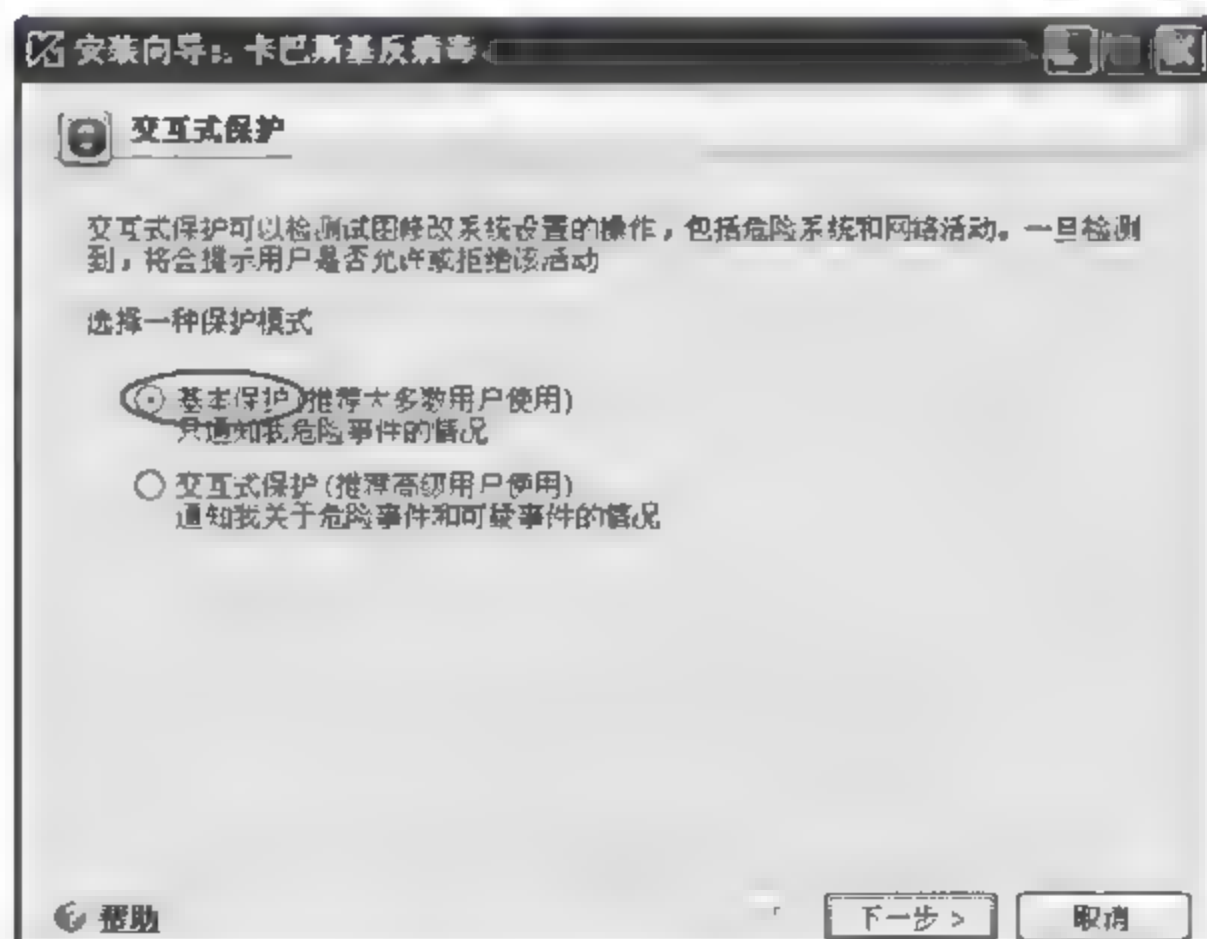 安装向导: 卡巴斯基反病毒
交互式保护
交互式保护可以检测试图修改系统设置的操作，包括危险系统和网络活动。一旦检测
到，将会提示用户是否允许或拒绝该活动
选择一种保护模式
基本保护(推荐大多数用户使用)
只通知我危险事件的情况
交互式保护(推荐高级用户使用)
通知我关于危险事件和可疑事件的情况
帮助
下一步 >
取消